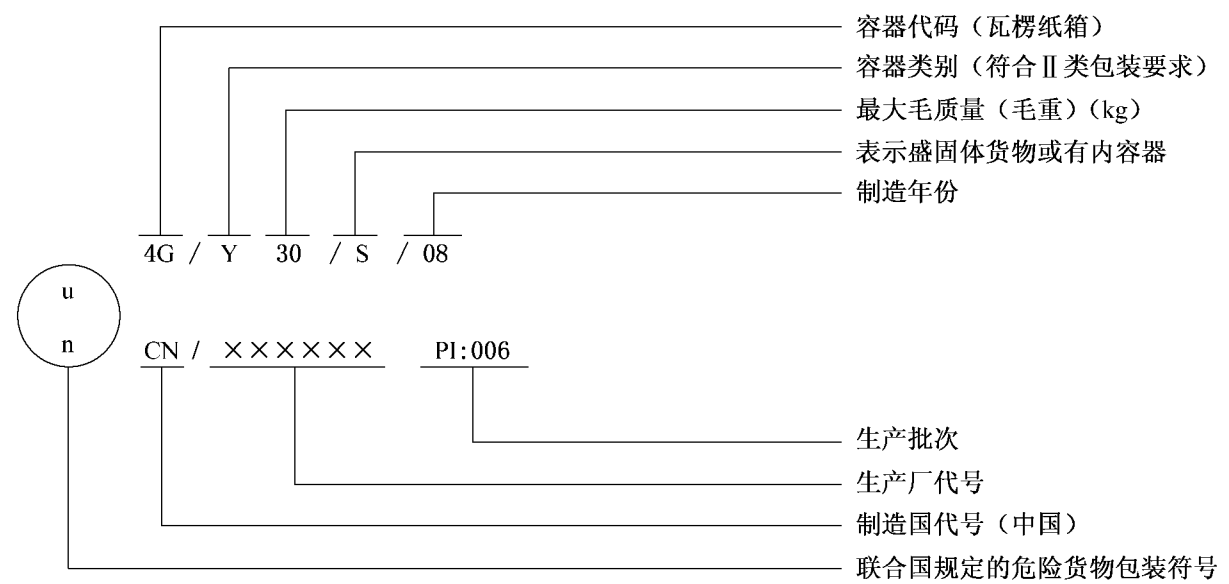 容器代码（瓦楞纸箱）
容器类别（符合Ⅱ类包装要求）
最大毛质量（毛重）（kg）
表示盛固体货物或有内容器
制造年份
4G / Y 30 / S / 08
u
n
CN / ×××××× PI:006
生产批次
生产厂代号
制造国代号（中国）
联合国规定的危险货物包装符号